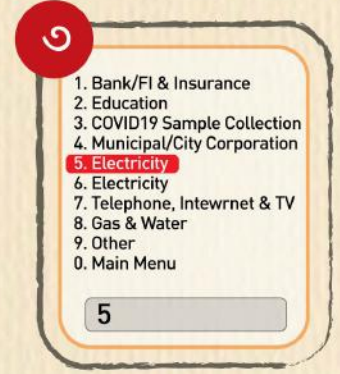 ৩
1. Bank/FI & Insurance
2. Education
3. COVID19 Sample Collection
4. Municipal/City Corporation
5. Electricity
6. Electricity
7. Telephone, Intewrnet & TV
8. Gas & Water
9. Other
0. Main Menu
5